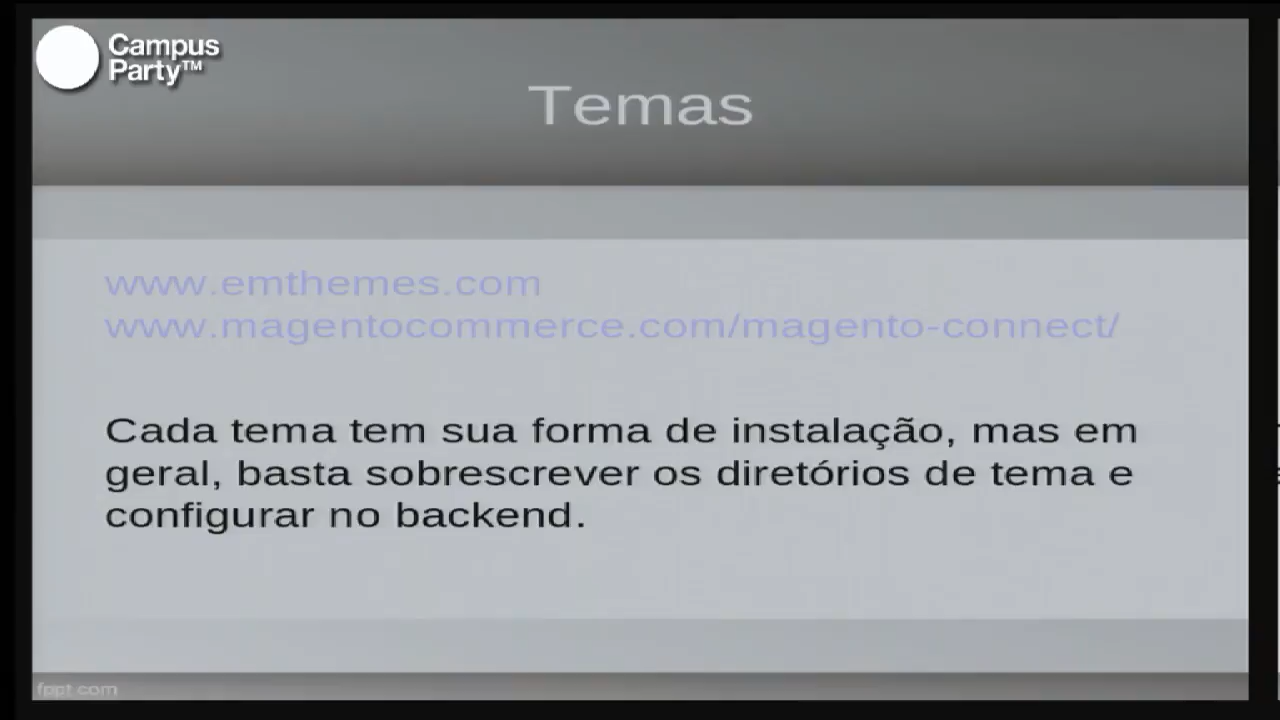 Campus
Party™
Temas
www.emthemes.com
www.magentocommerce.com/magento-connect/
Cada tema tem sua forma de instalação, mas em
geral, basta sobrescrever os diretórios de tema e
configurar no backend.
fppt.com